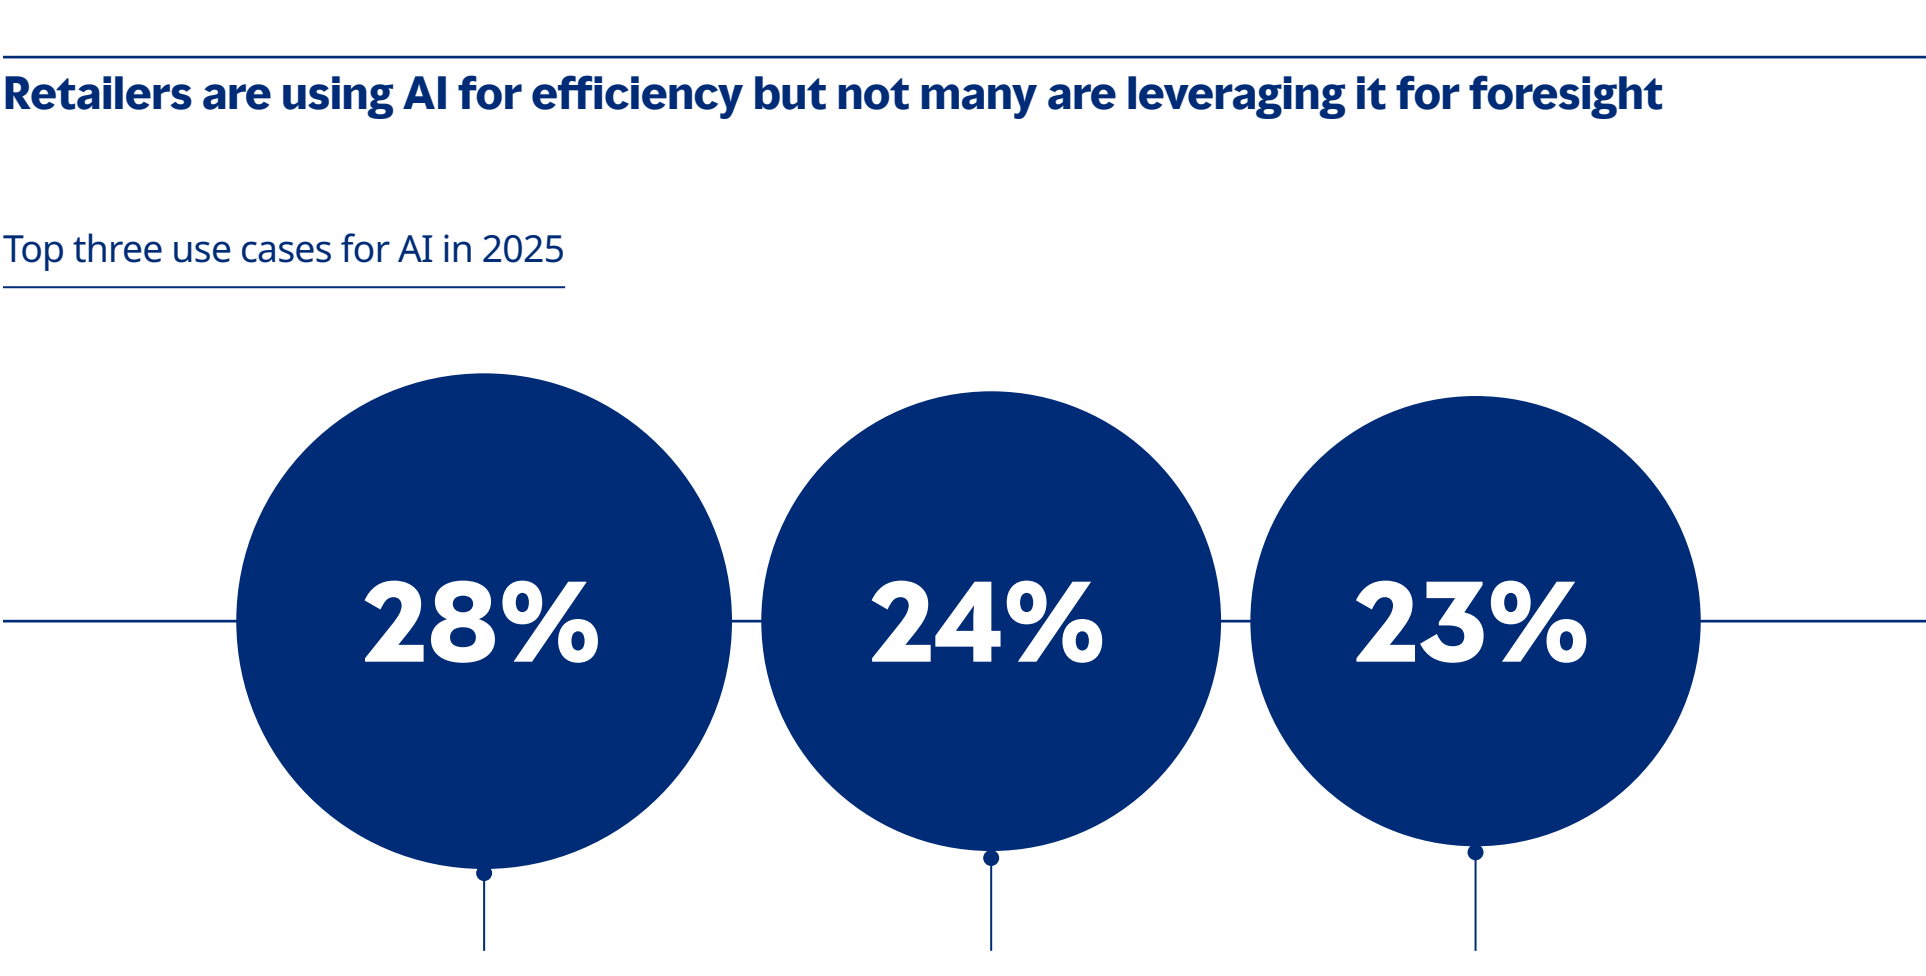 Retailers are using AI for efficiency but not many are leveraging it for foresight
Top three use cases for AI in 2025
28%
24%
23%